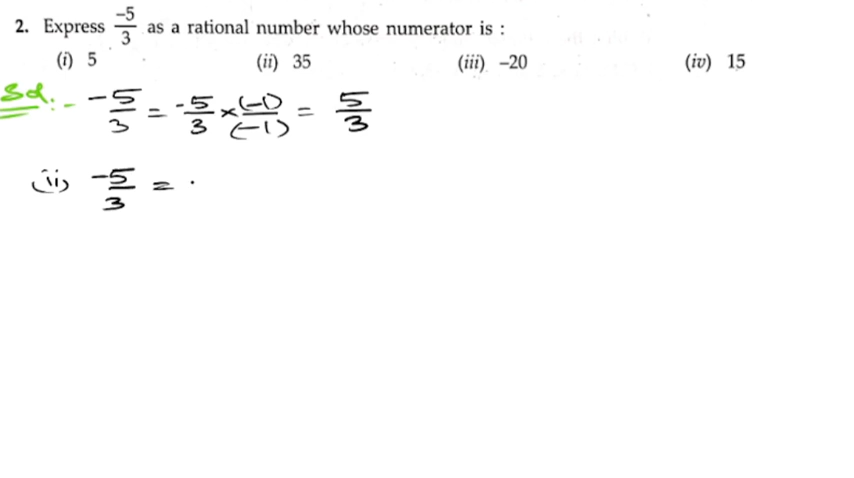 2. Express -5/3 as a rational number whose numerator is :
(i) 5 (ii) 35 (iii) -20 (iv) 15
Sol:- -5/3 = -5/3 × (-1)/(-1) = 5/3
(ii) -5/3 =